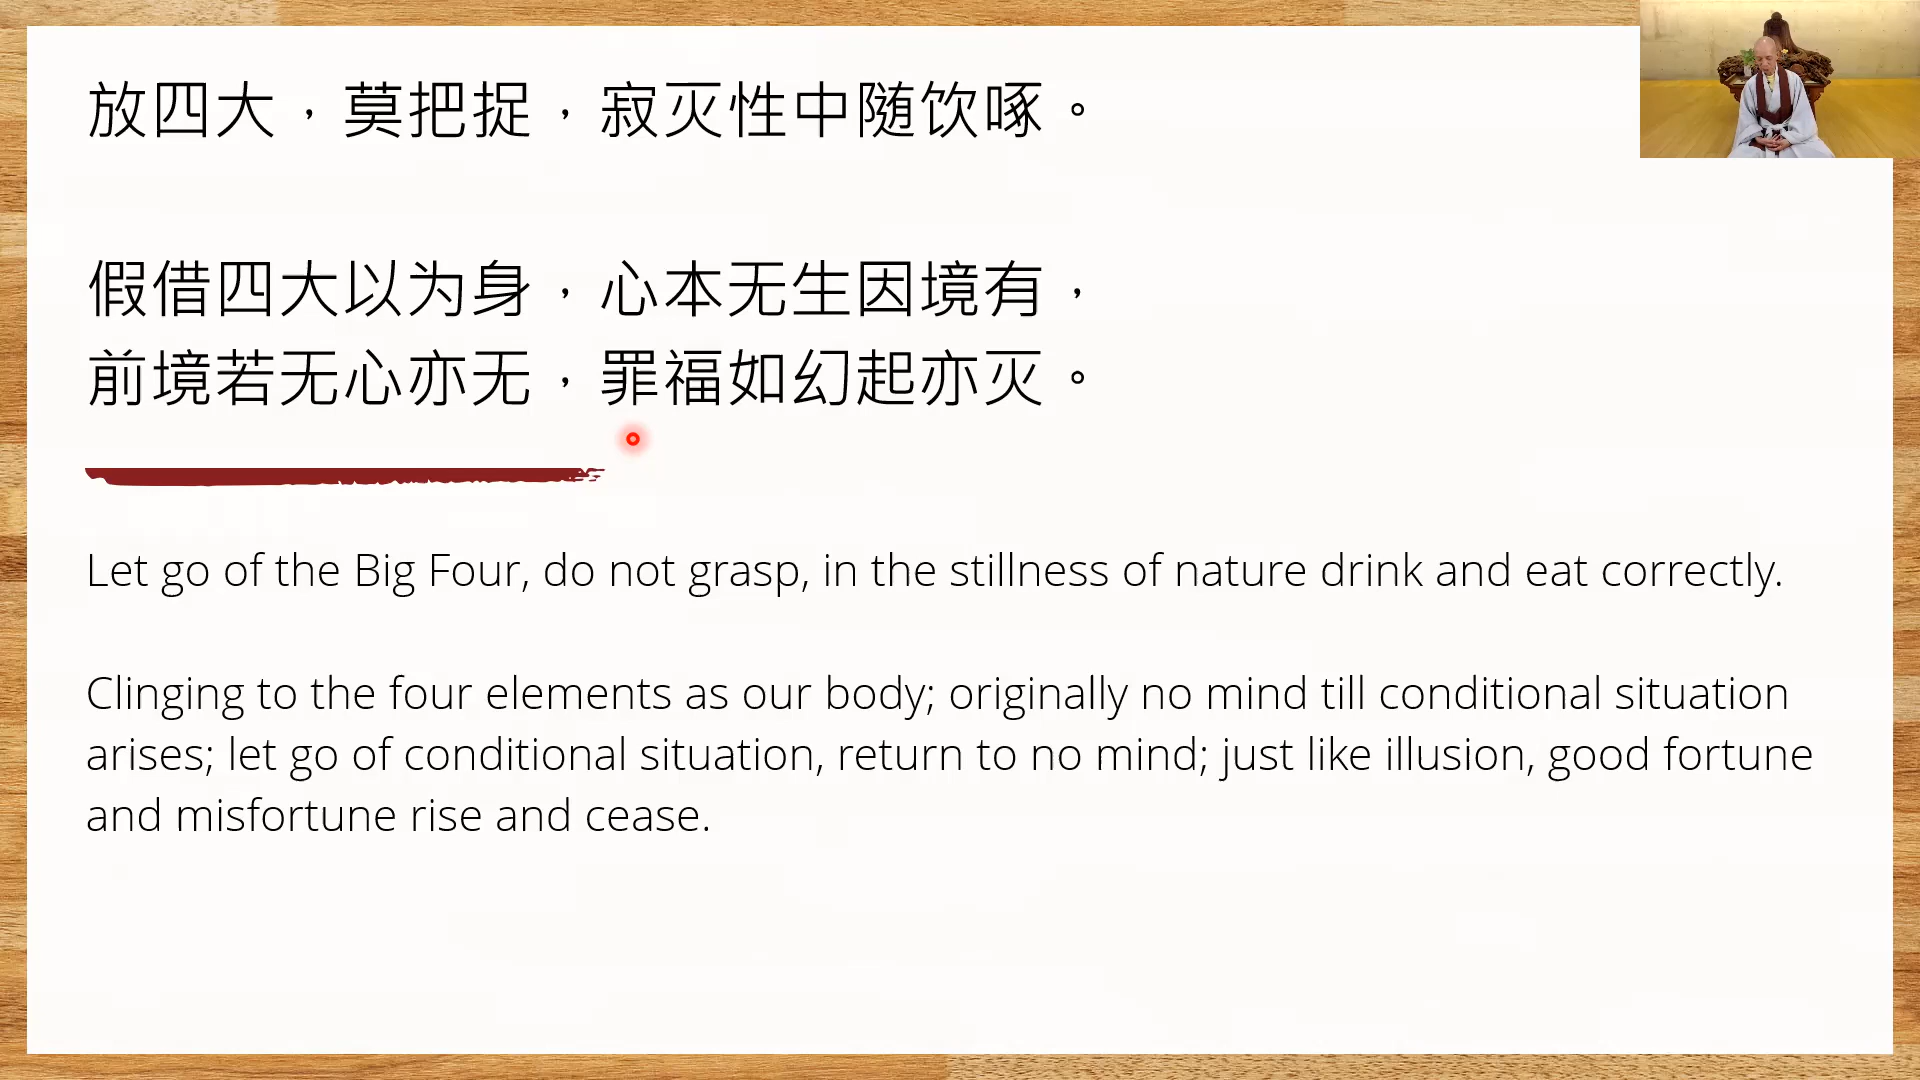 放四大，莫把捉，寂灭性中随饮啄。
假借四大以为身，心本无生因境有，
前境若无心亦无，罪福如幻起亦灭。
Let go of the Big Four, do not grasp, in the stillness of nature drink and eat correctly.
Clinging to the four elements as our body; originally no mind till conditional situation
arises; let go of conditional situation, return to no mind; just like illusion, good fortune
and misfortune rise and cease.